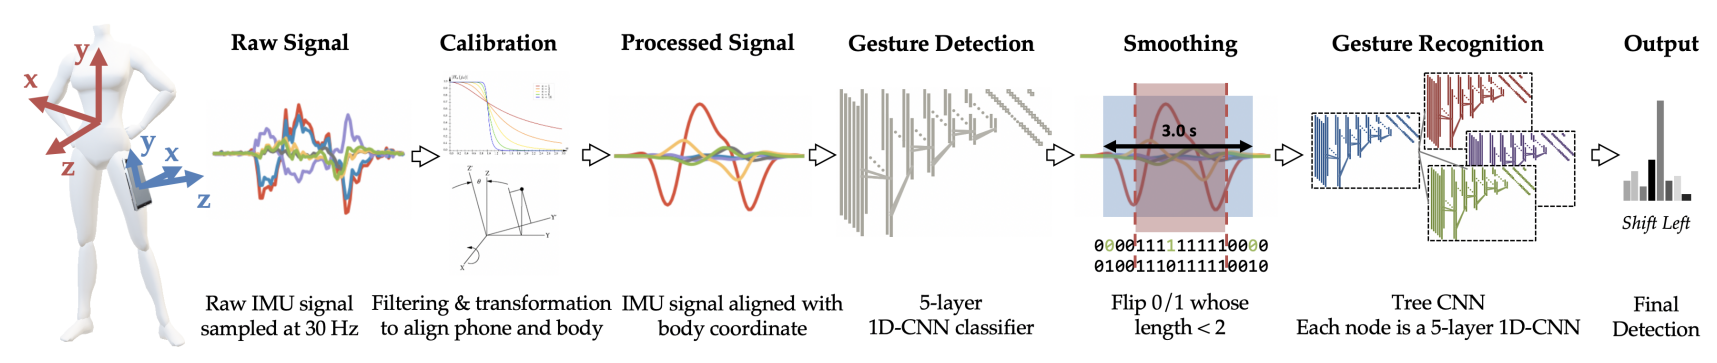 Raw Signal
Calibration
Processed Signal
Gesture Detection
Smoothing
Gesture Recognition
Output
y
x
z
y
x
z
3.0 s
000011111111110000
01001110111110010
Shift Left
Raw IMU signal
sampled at 30 Hz
Filtering & transformation
to align phone and body
IMU signal aligned with
body coordinate
5-layer
1D-CNN classifier
Flip 0/1 whose
length < 2
Tree CNN
Each node is a 5-layer 1D-CNN
Final
Detection